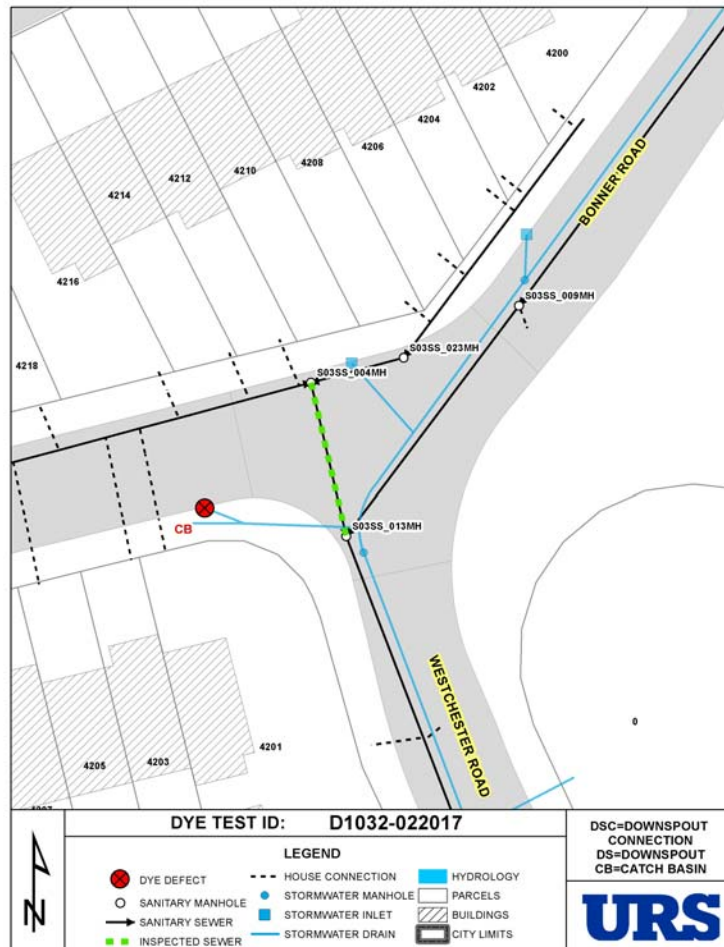 4200
4202
4204
4206
4208
4210
4212
4214
4216
4218
BONNER ROAD
S03SS_009MH
S03SS_023MH
S03SS_004MH
CB
S03SS_013MH
WESTCHESTER ROAD
0
4201
4203
4205
DYE TEST ID: D1032-022017
LEGEND
DYE DEFECT
SANITARY MANHOLE
SANITARY SEWER
INSPECTED SEWER
HOUSE CONNECTION
STORMWATER MANHOLE
STORMWATER INLET
STORMWATER DRAIN
HYDROLOGY
PARCELS
BUILDINGS
CITY LIMITS
DSC=DOWNSPOUT
CONNECTION
DS=DOWNSPOUT
CB=CATCH BASIN
N
URS